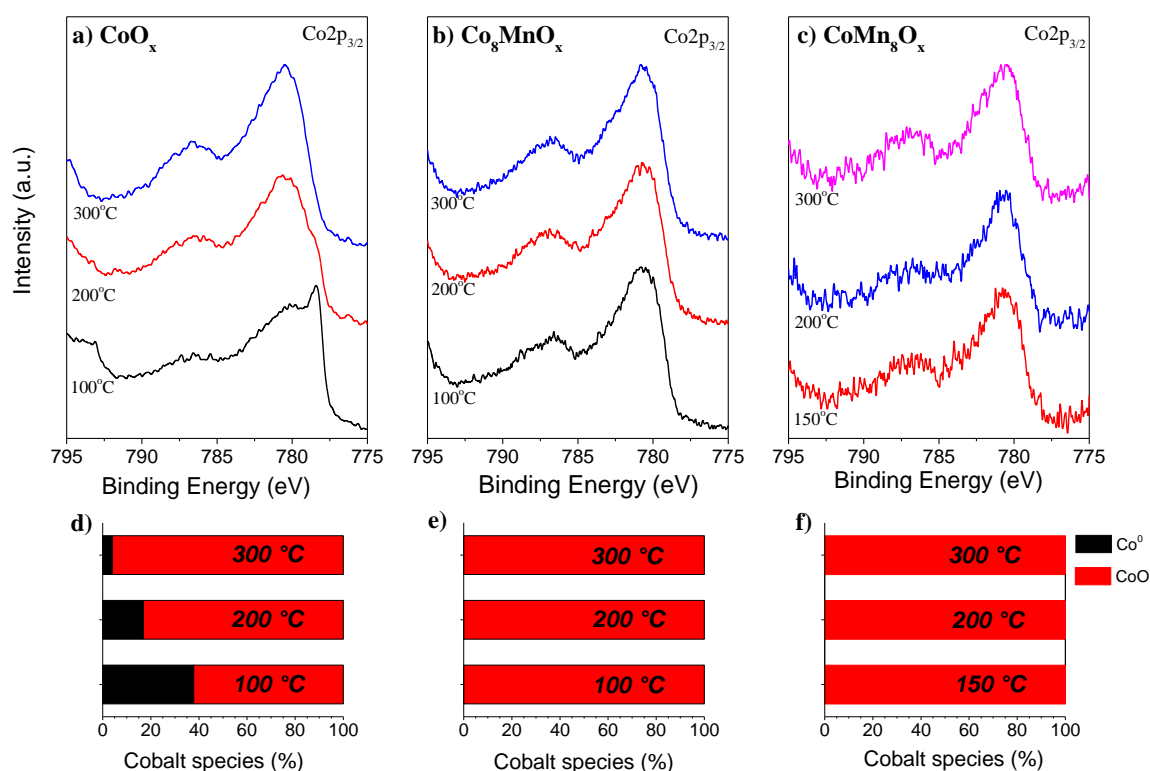 a) CoOₓ
Co2p₃/₂
b) Co₈MnOₓ
Co2p₃/₂
c) CoMn₈Oₓ
Co2p₃/₂
Intensity (a.u.)
300°C
200°C
100°C
300°C
200°C
100°C
300°C
200°C
150°C
795 790 785 780 775
795 790 785 780 775
795 790 785 780 775
Binding Energy (eV)
Binding Energy (eV)
Binding Energy (eV)
d)
300 °C
200 °C
100 °C
0 20 40 60 80 100
Cobalt species (%)
e)
300 °C
200 °C
100 °C
0 20 40 60 80 100
Cobalt species (%)
f)
300 °C
200 °C
150 °C
0 20 40 60 80 100
Cobalt species (%)
Co⁰
CoO